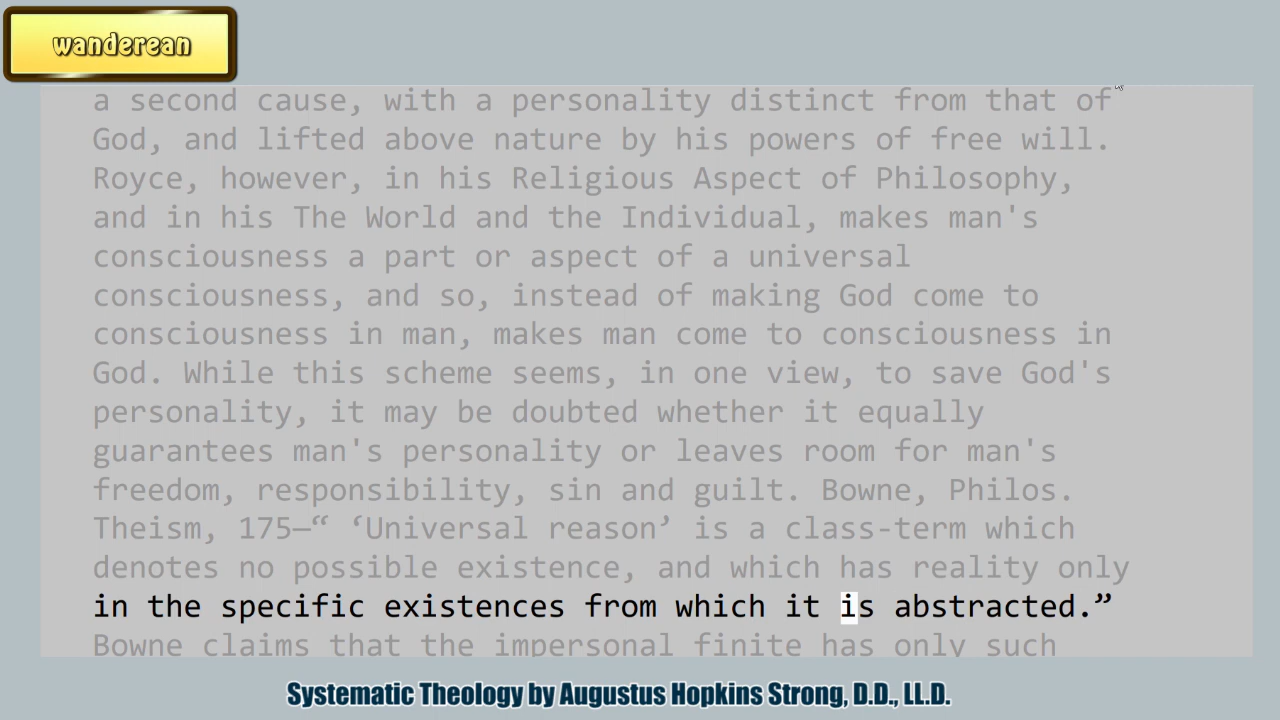 wanderean
a second cause, with a personality distinct from that of
God, and lifted above nature by his powers of free will.
Royce, however, in his Religious Aspect of Philosophy,
and in his The World and the Individual, makes man's
consciousness a part or aspect of a universal
consciousness, and so, instead of making God come to
consciousness in man, makes man come to consciousness in
God. While this scheme seems, in one view, to save God's
personality, it may be doubted whether it equally
guarantees man's personality or leaves room for man's
freedom, responsibility, sin and guilt. Bowne, Philos.
Theism, 175—“ ‘Universal reason’ is a class-term which
denotes no possible existence, and which has reality only
in the specific existences from which it is abstracted.”
Bowne claims that the impersonal finite has only such
Systematic Theology by Augustus Hopkins Strong, D.D., LL.D.